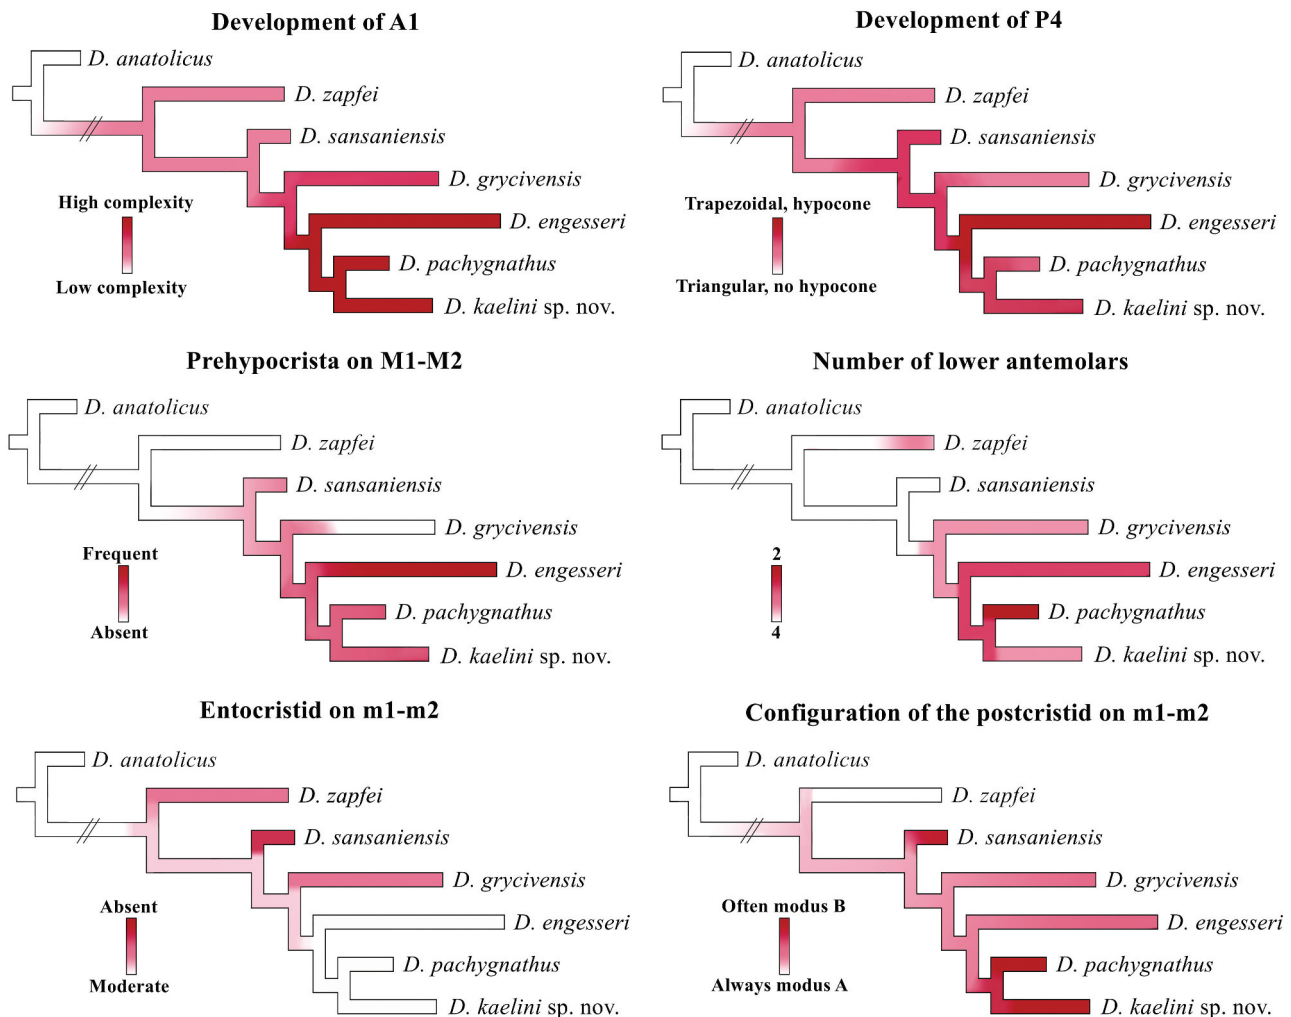 Development of A1
D. anatolicus
D. zapfei
D. sansaniensis
D. grycivensis
High complexity
D. engesseri
D. pachygnathus
Low complexity
D. kaelini sp. nov.
Development of P4
D. anatolicus
D. zapfei
D. sansaniensis
D. grycivensis
Trapezoidal, hypocone
D. engesseri
D. pachygnathus
Triangular, no hypocone
D. kaelini sp. nov.
Prehypocrista on M1-M2
D. anatolicus
D. zapfei
D. sansaniensis
D. grycivensis
Frequent
D. engesseri
D. pachygnathus
Absent
D. kaelini sp. nov.
Number of lower antemolars
D. anatolicus
D. zapfei
D. sansaniensis
D. grycivensis
2
D. engesseri
D. pachygnathus
4
D. kaelini sp. nov.
Entocristid on m1-m2
D. anatolicus
D. zapfei
D. sansaniensis
D. grycivensis
Absent
D. engesseri
D. pachygnathus
Moderate
D. kaelini sp. nov.
Configuration of the postcristid on m1-m2
D. anatolicus
D. zapfei
D. sansaniensis
D. grycivensis
Often modus B
D. engesseri
D. pachygnathus
Always modus A
D. kaelini sp. nov.